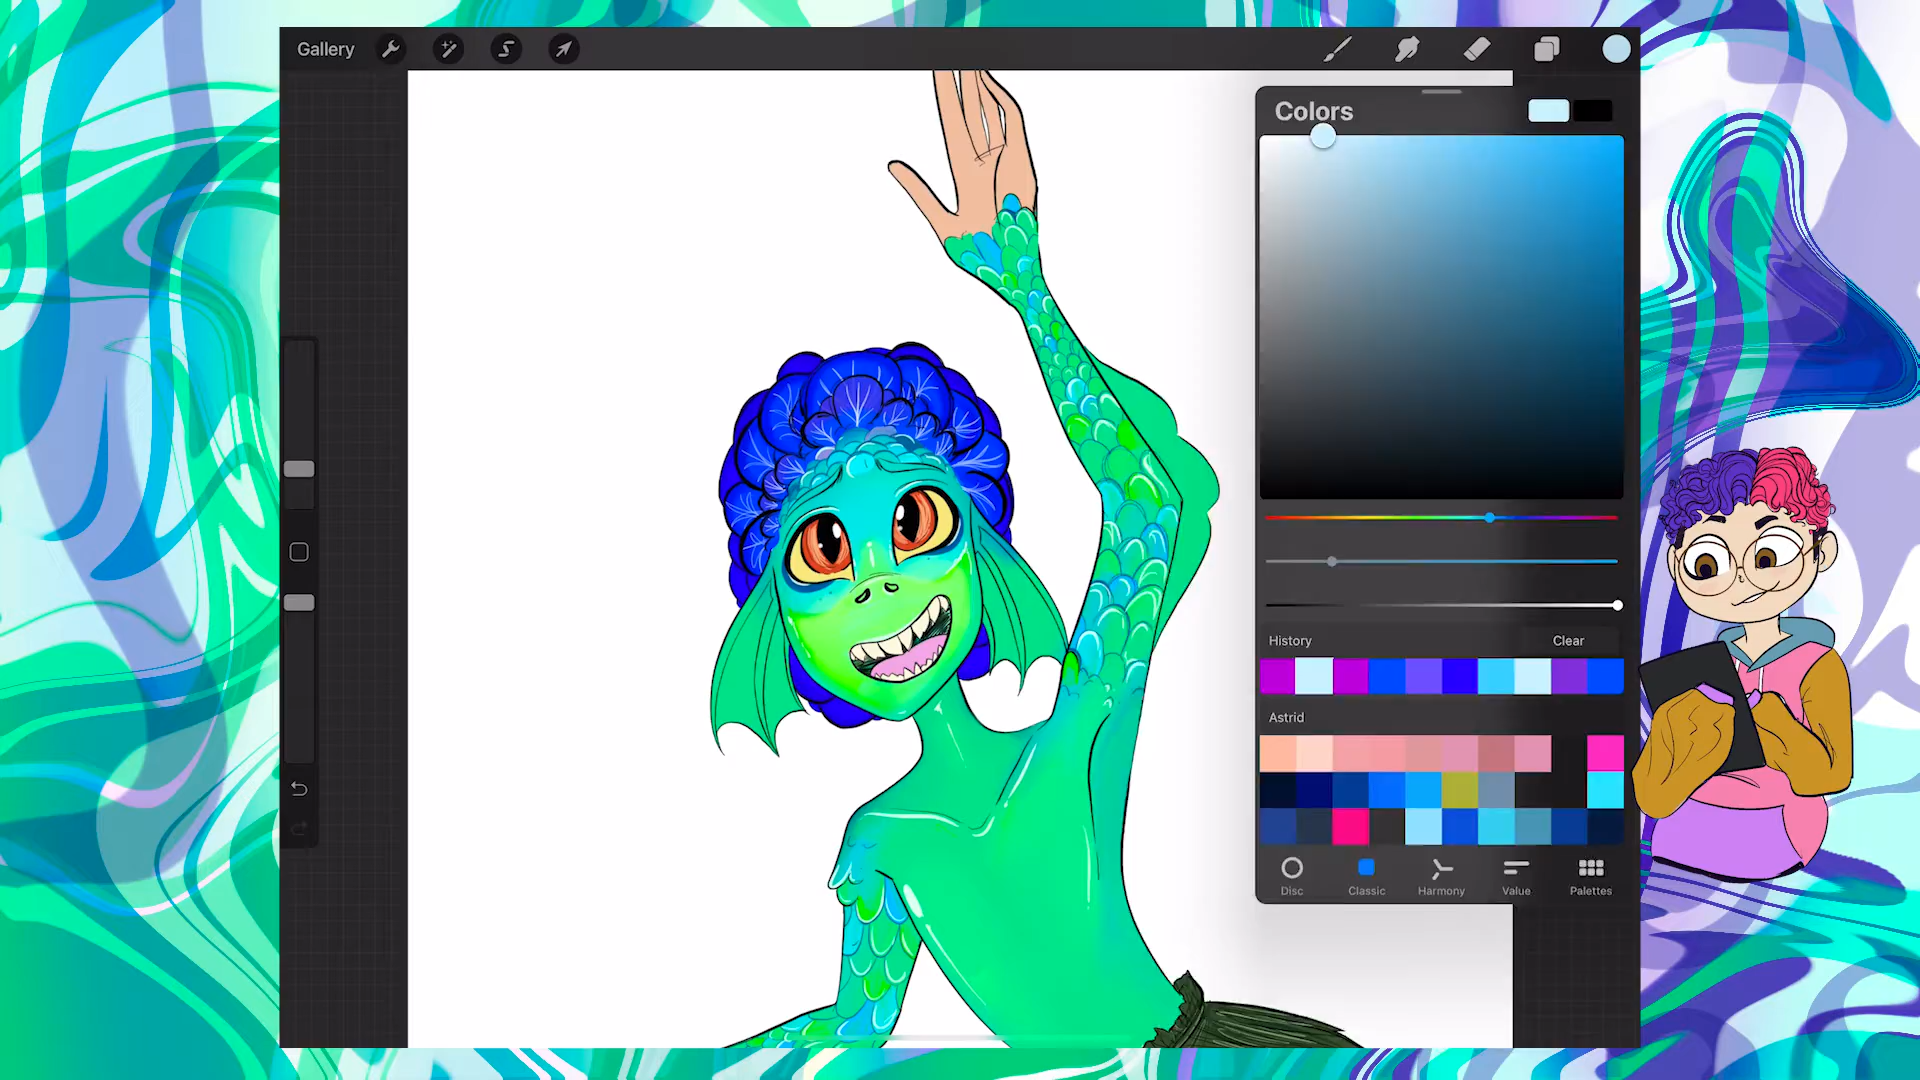 Gallery
Colors
History Clear
Astrid
Disc Classic Harmony Value Palettes